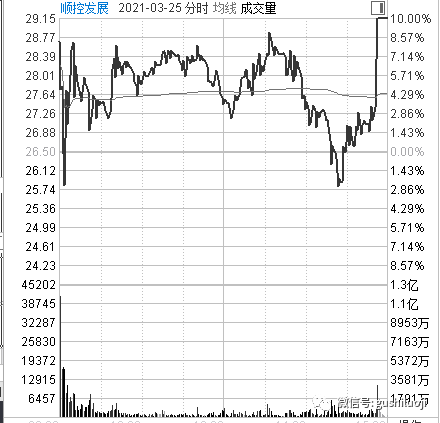 顺控发展 2021-03-25 分时 均线 成交量
29.15 10.00%
28.77 8.57%
28.39 7.14%
28.01 5.71%
27.64 4.29%
27.26 2.86%
26.88 1.43%
26.50 0.00%
26.12 1.43%
25.74 2.86%
25.36 4.29%
24.99 5.71%
24.61 7.14%
24.23 8.57%
45202 1.3亿
38745 1.1亿
32287 8953万
25830 7163万
19372 5372万
12915 3581万
6457 1791万